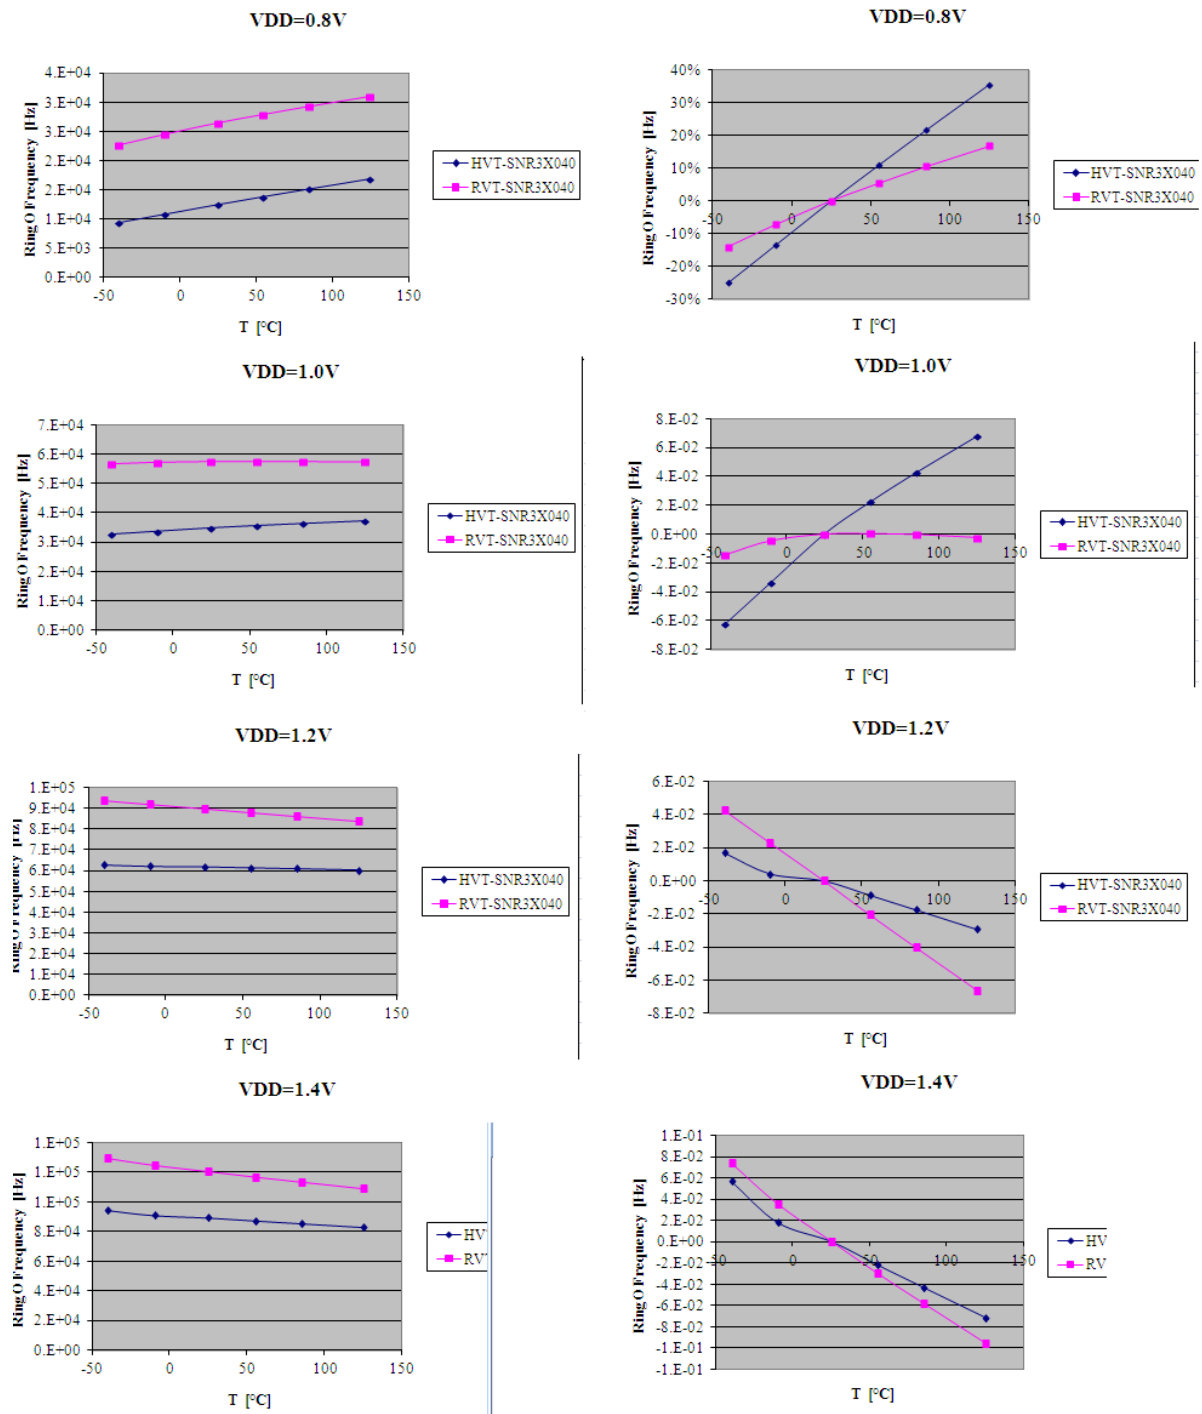 VDD=0.8V
4.E+04
3.E+04
3.E+04
2.E+04
2.E+04
1.E+04
5.E+03
0.E+00
-50 0 50 100 150
RingO Frequency [Hz]
T [°C]
HVT-SNR3X040
RVT-SNR3X040
VDD=0.8V
40%
30%
20%
10%
0%
-10%
-20%
-30%
-50 0 50 100 150
RingO Frequency [Hz]
T [°C]
HVT-SNR3X040
RVT-SNR3X040
VDD=1.0V
7.E+04
6.E+04
5.E+04
4.E+04
3.E+04
2.E+04
1.E+04
0.E+00
-50 0 50 100 150
RingO Frequency [Hz]
T [°C]
HVT-SNR3X040
RVT-SNR3X040
VDD=1.0V
8.E-02
6.E-02
4.E-02
2.E-02
0.E+00
-2.E-02
-4.E-02
-6.E-02
-8.E-02
-50 0 50 100 150
RingO Frequency [Hz]
T [°C]
HVT-SNR3X040
RVT-SNR3X040
VDD=1.2V
1.E+05
9.E+04
8.E+04
7.E+04
6.E+04
5.E+04
4.E+04
3.E+04
2.E+04
1.E+04
0.E+00
-50 0 50 100 150
RingO Frequency [Hz]
T [°C]
HVT-SNR3X040
RVT-SNR3X040
VDD=1.2V
6.E-02
4.E-02
2.E-02
0.E+00
-2.E-02
-4.E-02
-6.E-02
-8.E-02
-50 0 50 100 150
RingO Frequency [Hz]
T [°C]
HVT-SNR3X040
RVT-SNR3X040
VDD=1.4V
1.E+05
1.E+05
1.E+05
8.E+04
6.E+04
4.E+04
2.E+04
0.E+00
-50 0 50 100 150
RingO Frequency [Hz]
T [°C]
HV
RV
VDD=1.4V
1.E-01
8.E-02
6.E-02
4.E-02
2.E-02
0.E+00
-2.E-02
-4.E-02
-6.E-02
-8.E-02
-1.E-01
-1.E-01
-50 0 50 100 150
RingO Frequency [Hz]
T [°C]
HV
RV